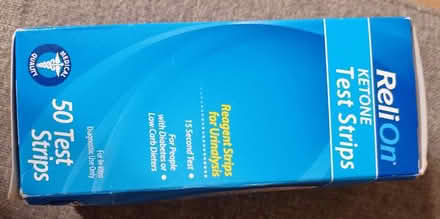 ReliOn
KETONE
Test Strips
Reagent Strips
for Urinalysis
15 Second Test
For People
with Diabetes or
Low Carb Dieters
MEDICAL
QUALITY
For In-Vitro
Diagnostic Use Only
50 Test
Strips